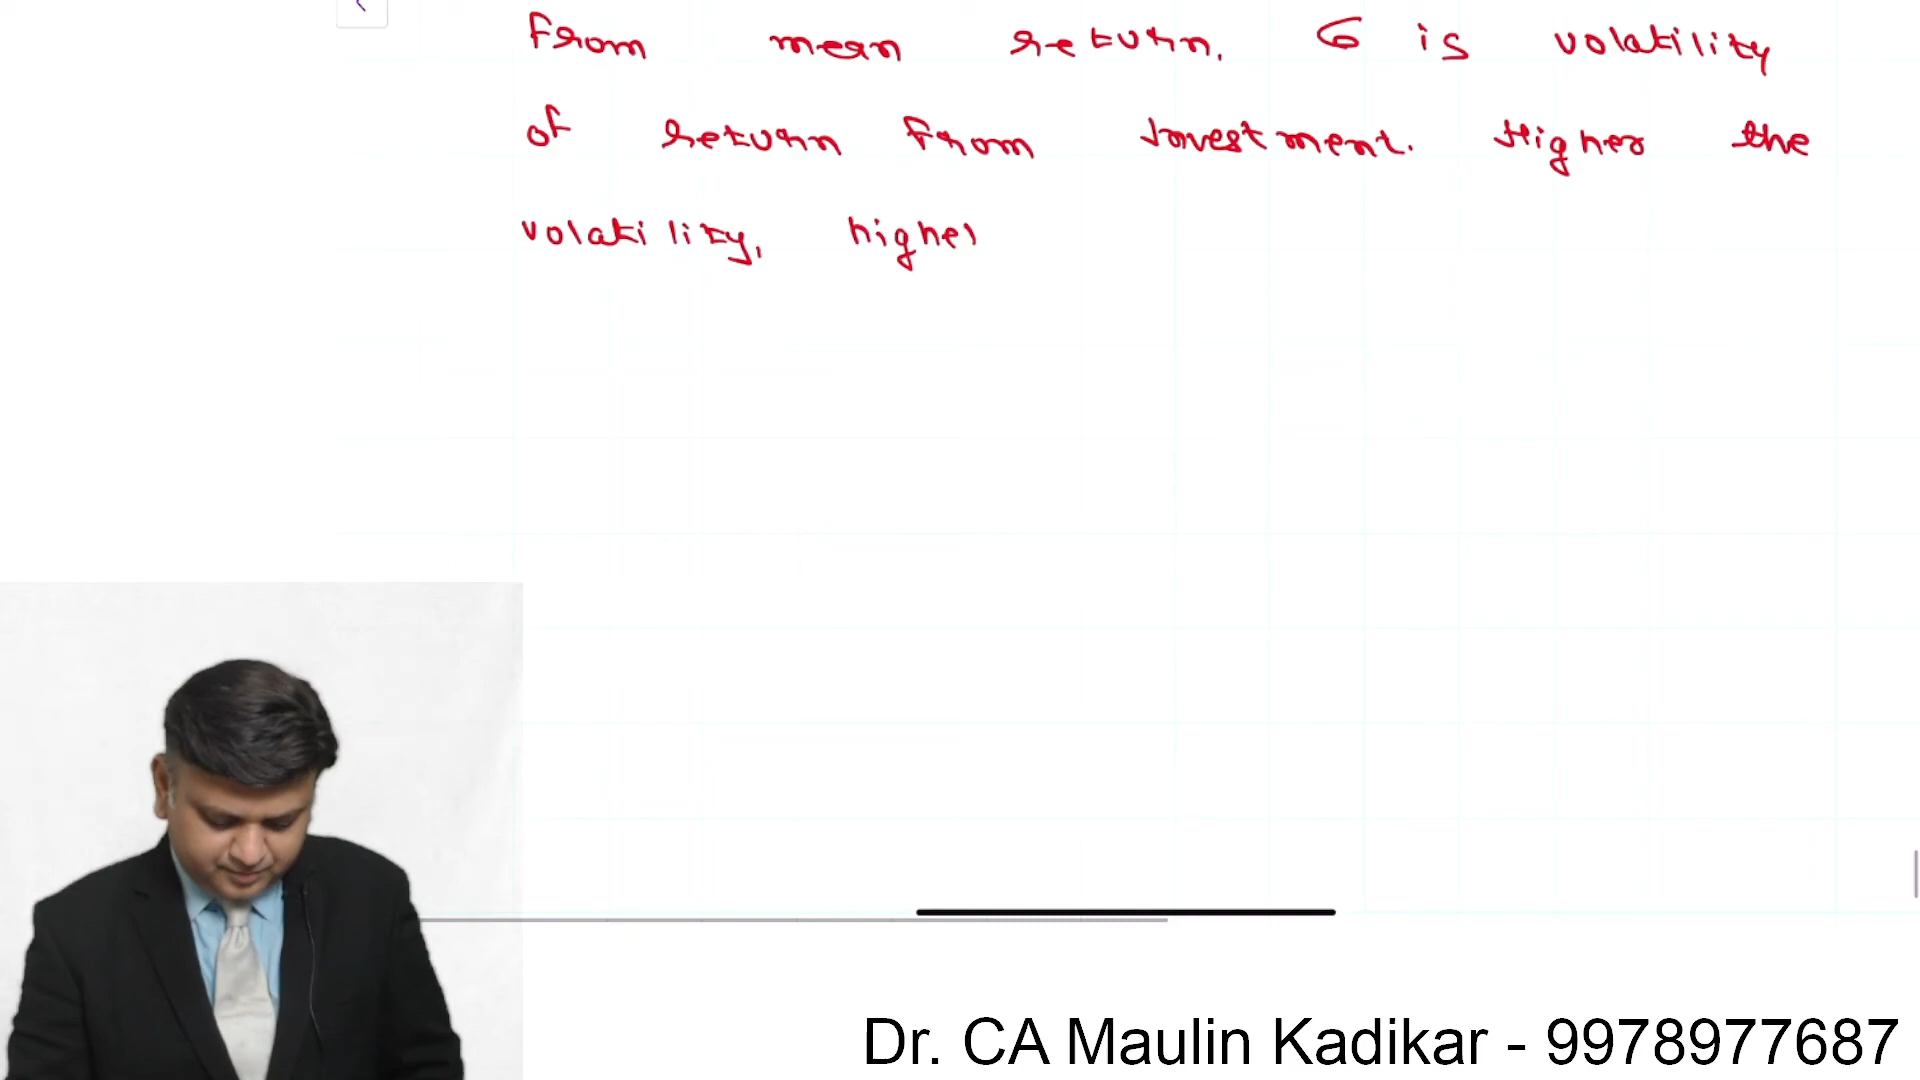 from mean return. σ is volatility
of return from Investment. Higher the
volatility, higher
Dr. CA Maulin Kadikar - 9978977687